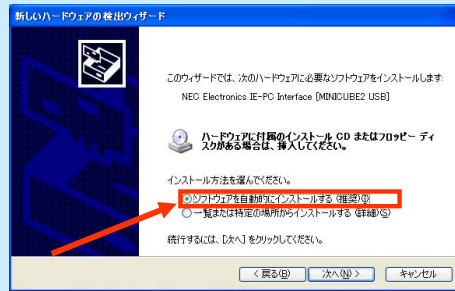 新しいハードウェアの検出ウィザード
このウィザードでは、次のハードウェアに必要なソフトウェアをインストールします:
NEC Electronics IE-PC Interface [MINICUBE2 USB]
ハードウェアに付属のインストール CD またはフロッピー ディ
スクがある場合は、挿入してください。
インストール方法を選んでください。
ソフトウェアを自動的にインストールする (推奨)(I)
一覧または特定の場所からインストールする (詳細)(S)
続行するには、[次へ] をクリックしてください。
< 戻る(B)
次へ(N) >
キャンセル